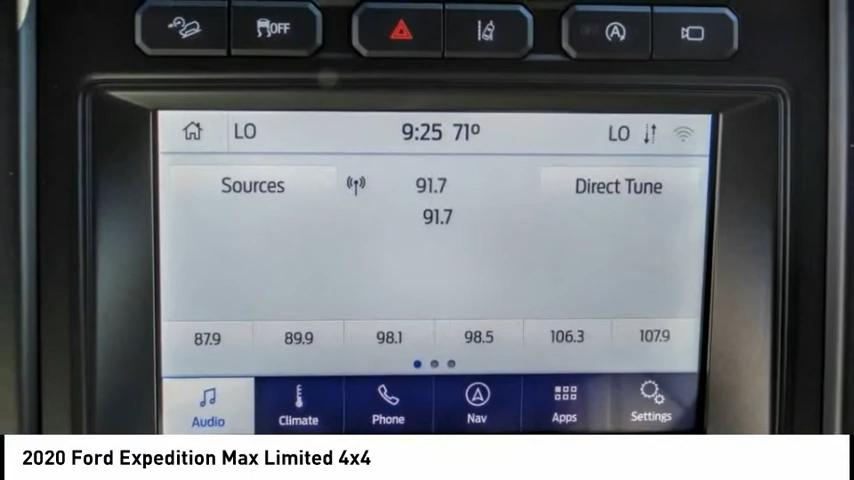 OFF
A
LO 9:25 71º LO
Sources 91.7 Direct Tune
91.7
87.9 89.9 98.1 98.5 106.3 107.9
Audio Climate Phone Nav Apps Settings
2020 Ford Expedition Max Limited 4x4